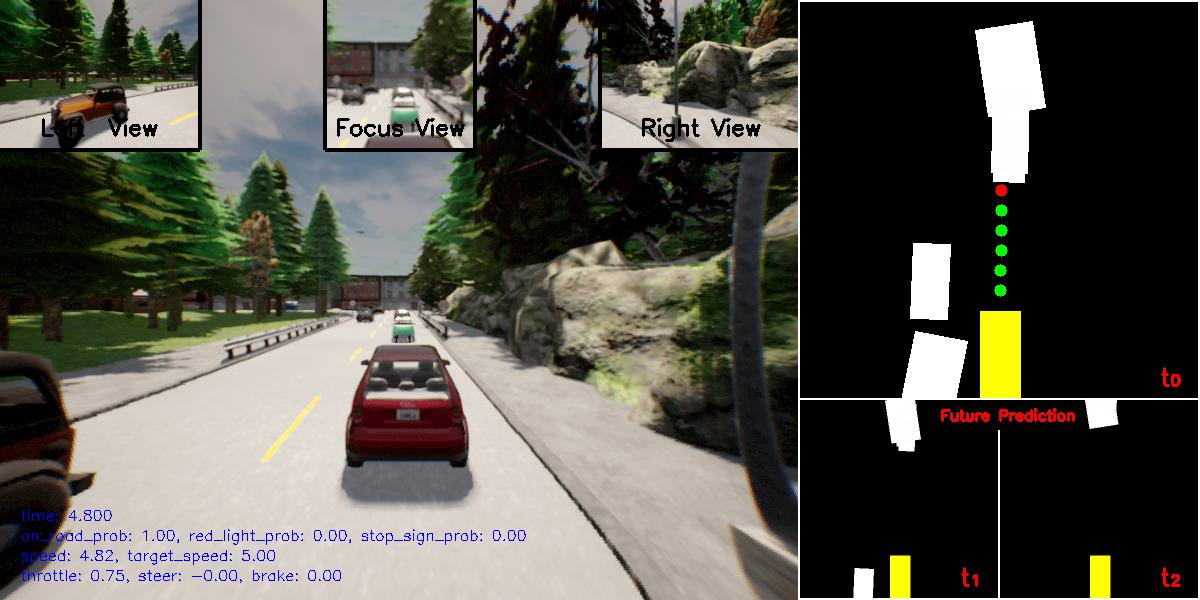 Left View
Focus View
Right View
t0
Future Prediction
t1
t2
time: 4.800
on_road_prob: 1.00, red_light_prob: 0.00, stop_sign_prob: 0.00
speed: 4.82, target_speed: 5.00
throttle: 0.75, steer: −0.00, brake: 0.00